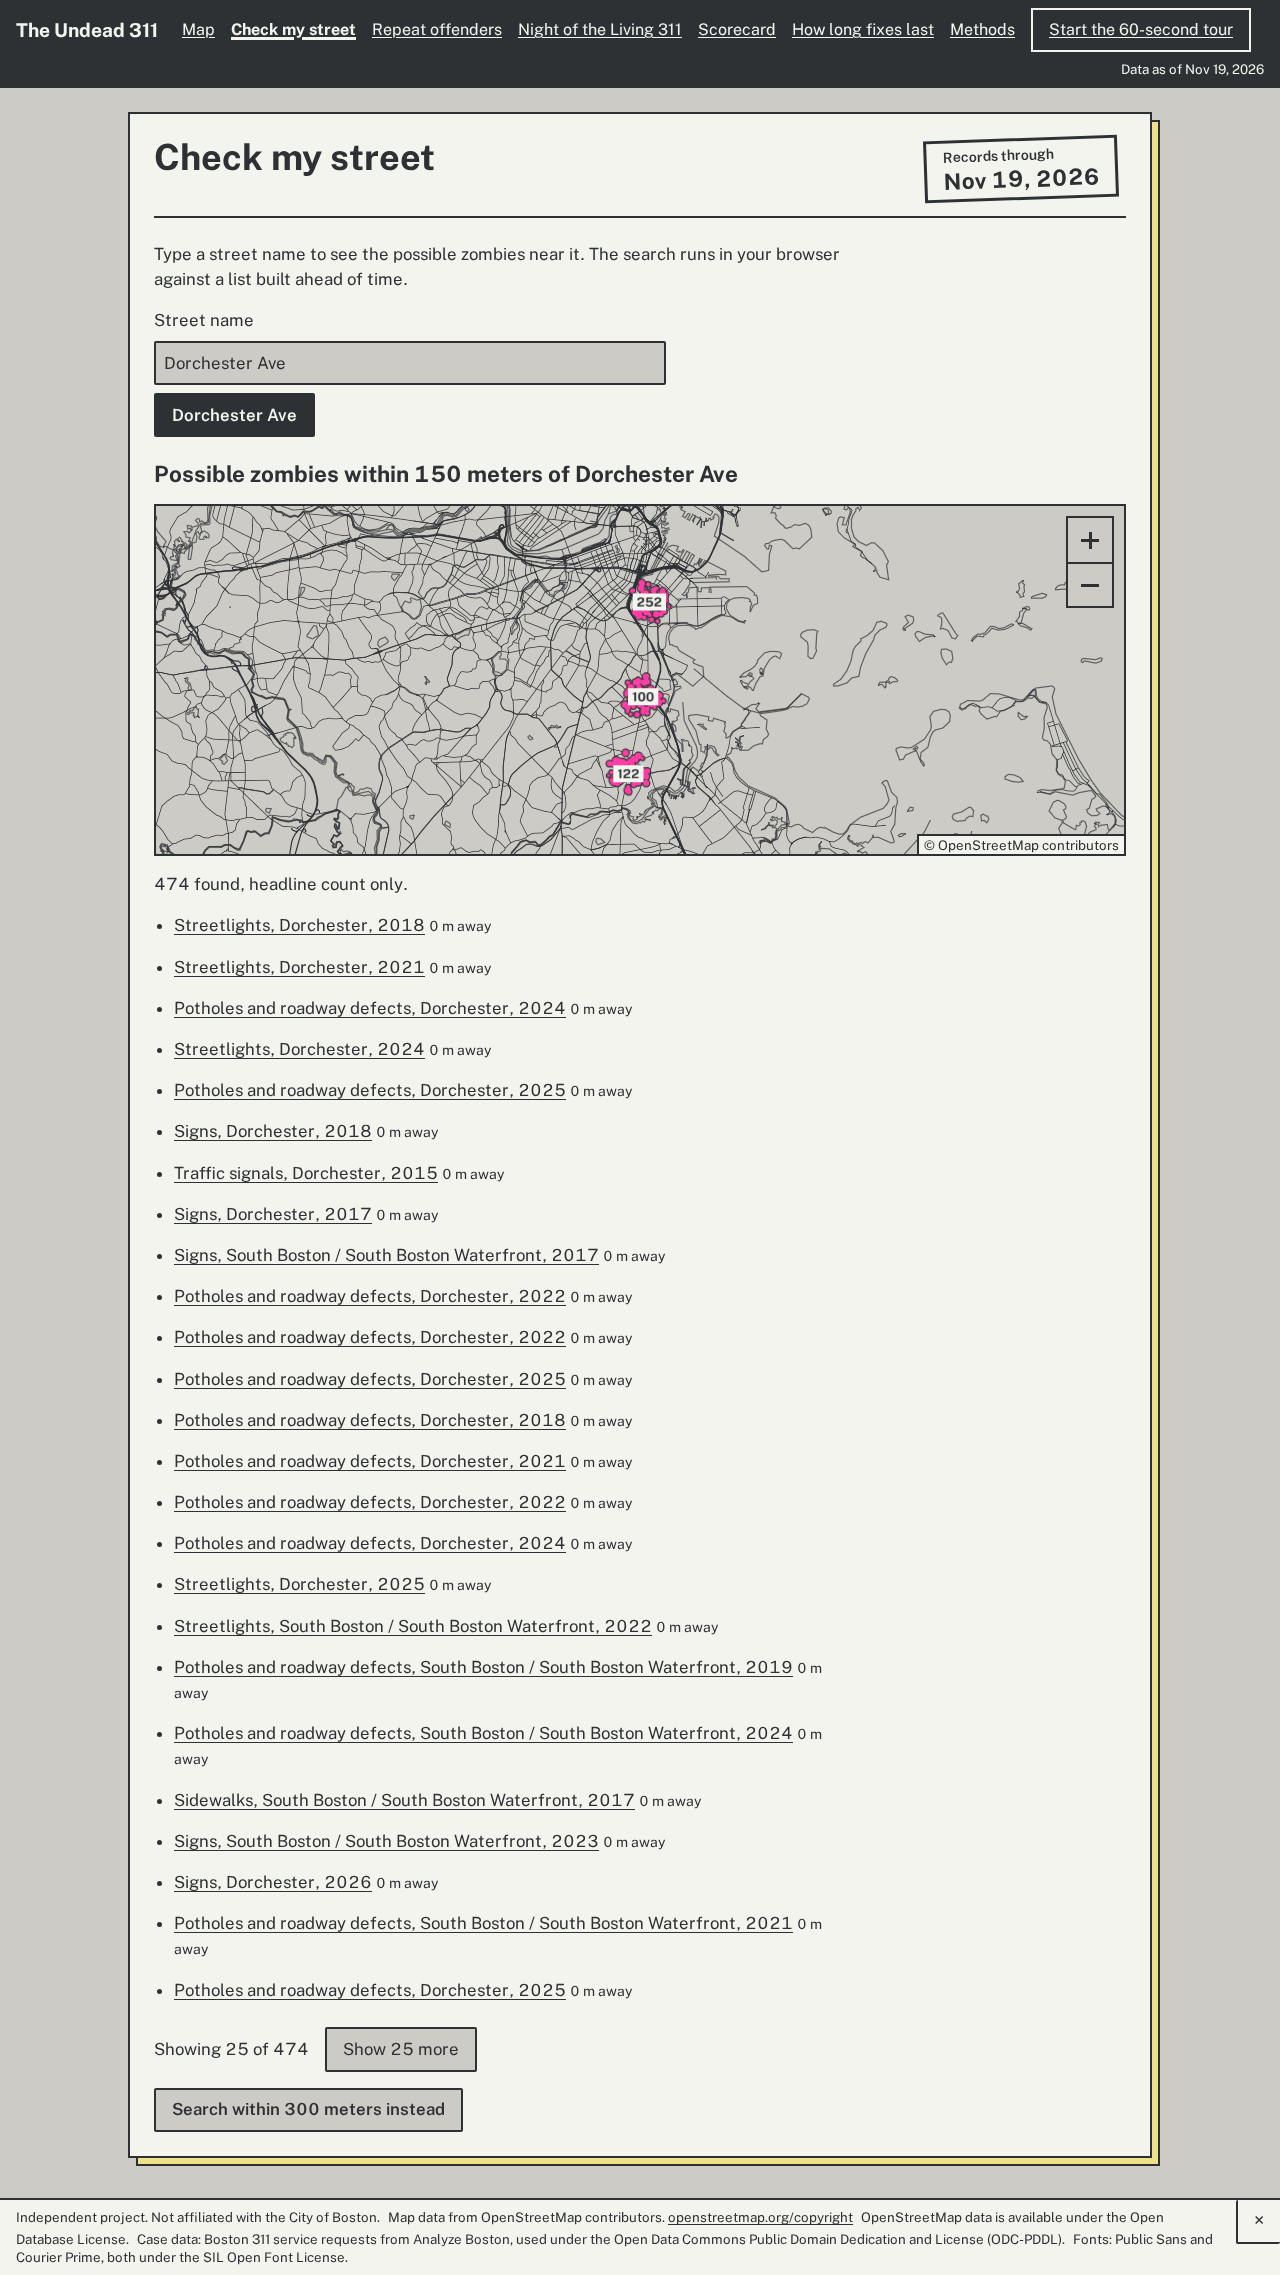 The Undead 311 Map Check my street Repeat offenders Night of the Living 311 Scorecard How long fixes last Methods Start the 60-second tour
Data as of Nov 19, 2026
Check my street
Records through
Nov 19, 2026
Type a street name to see the possible zombies near it. The search runs in your browser
against a list built ahead of time.
Street name
Dorchester Ave
Dorchester Ave
Possible zombies within 150 meters of Dorchester Ave
+
−
252
100
122
© OpenStreetMap contributors
474 found, headline count only.
• Streetlights, Dorchester, 2018 0 m away
• Streetlights, Dorchester, 2021 0 m away
• Potholes and roadway defects, Dorchester, 2024 0 m away
• Streetlights, Dorchester, 2024 0 m away
• Potholes and roadway defects, Dorchester, 2025 0 m away
• Signs, Dorchester, 2018 0 m away
• Traffic signals, Dorchester, 2015 0 m away
• Signs, Dorchester, 2017 0 m away
• Signs, South Boston / South Boston Waterfront, 2017 0 m away
• Potholes and roadway defects, Dorchester, 2022 0 m away
• Potholes and roadway defects, Dorchester, 2022 0 m away
• Potholes and roadway defects, Dorchester, 2025 0 m away
• Potholes and roadway defects, Dorchester, 2018 0 m away
• Potholes and roadway defects, Dorchester, 2021 0 m away
• Potholes and roadway defects, Dorchester, 2022 0 m away
• Potholes and roadway defects, Dorchester, 2024 0 m away
• Streetlights, Dorchester, 2025 0 m away
• Streetlights, South Boston / South Boston Waterfront, 2022 0 m away
• Potholes and roadway defects, South Boston / South Boston Waterfront, 2019 0 m
away
• Potholes and roadway defects, South Boston / South Boston Waterfront, 2024 0 m
away
• Sidewalks, South Boston / South Boston Waterfront, 2017 0 m away
• Signs, South Boston / South Boston Waterfront, 2023 0 m away
• Signs, Dorchester, 2026 0 m away
• Potholes and roadway defects, South Boston / South Boston Waterfront, 2021 0 m
away
• Potholes and roadway defects, Dorchester, 2025 0 m away
Showing 25 of 474 Show 25 more
Search within 300 meters instead
Independent project. Not affiliated with the City of Boston. Map data from OpenStreetMap contributors. openstreetmap.org/copyright OpenStreetMap data is available under the Open
Database License. Case data: Boston 311 service requests from Analyze Boston, used under the Open Data Commons Public Domain Dedication and License (ODC-PDDL). Fonts: Public Sans and
Courier Prime, both under the SIL Open Font License.
×